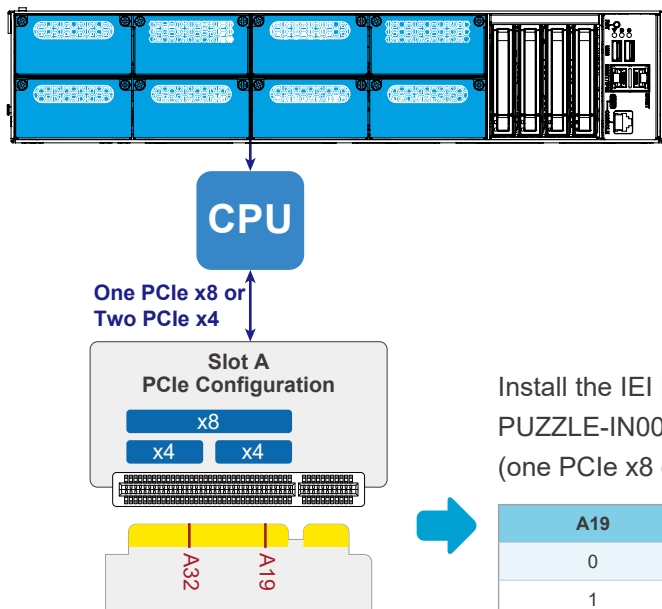 CPU
One PCIe x8 or
Two PCIe x4
Slot A
PCIe Configuration
x8
x4 x4
Install the IEI
PUZZLE-IN00
(one PCIe x8
A32 A19
A19
0
1